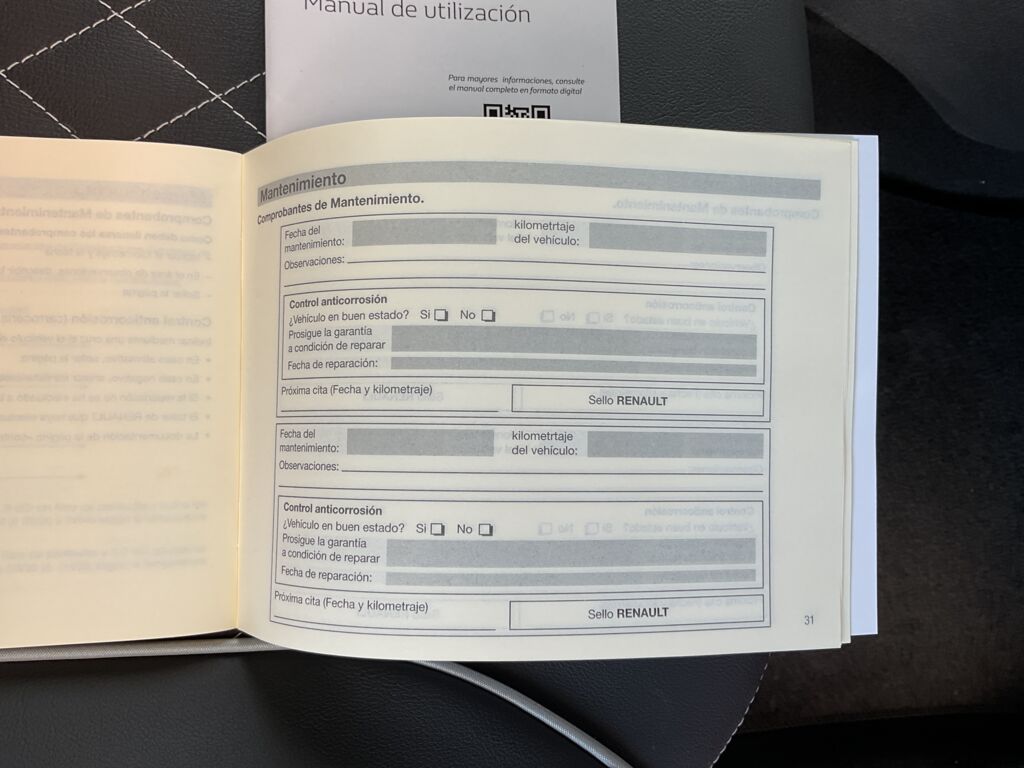 Manual de utilización
Para mayores informaciones, consulte
el manual completo en formato digital
Mantenimiento
Comprobantes de Mantenimiento.
Fecha del
mantenimiento:
kilometrtaje
del vehículo:
Observaciones:
Control anticorrosión
¿Vehículo en buen estado? Si No
Prosigue la garantía
a condición de reparar
Fecha de reparación:
Próxima cita (Fecha y kilometraje)
Sello RENAULT
Fecha del
mantenimiento:
kilometrtaje
del vehículo:
Observaciones:
Control anticorrosión
¿Vehículo en buen estado? Si No
Prosigue la garantía
a condición de reparar
Fecha de reparación:
Próxima cita (Fecha y kilometraje)
Sello RENAULT
31